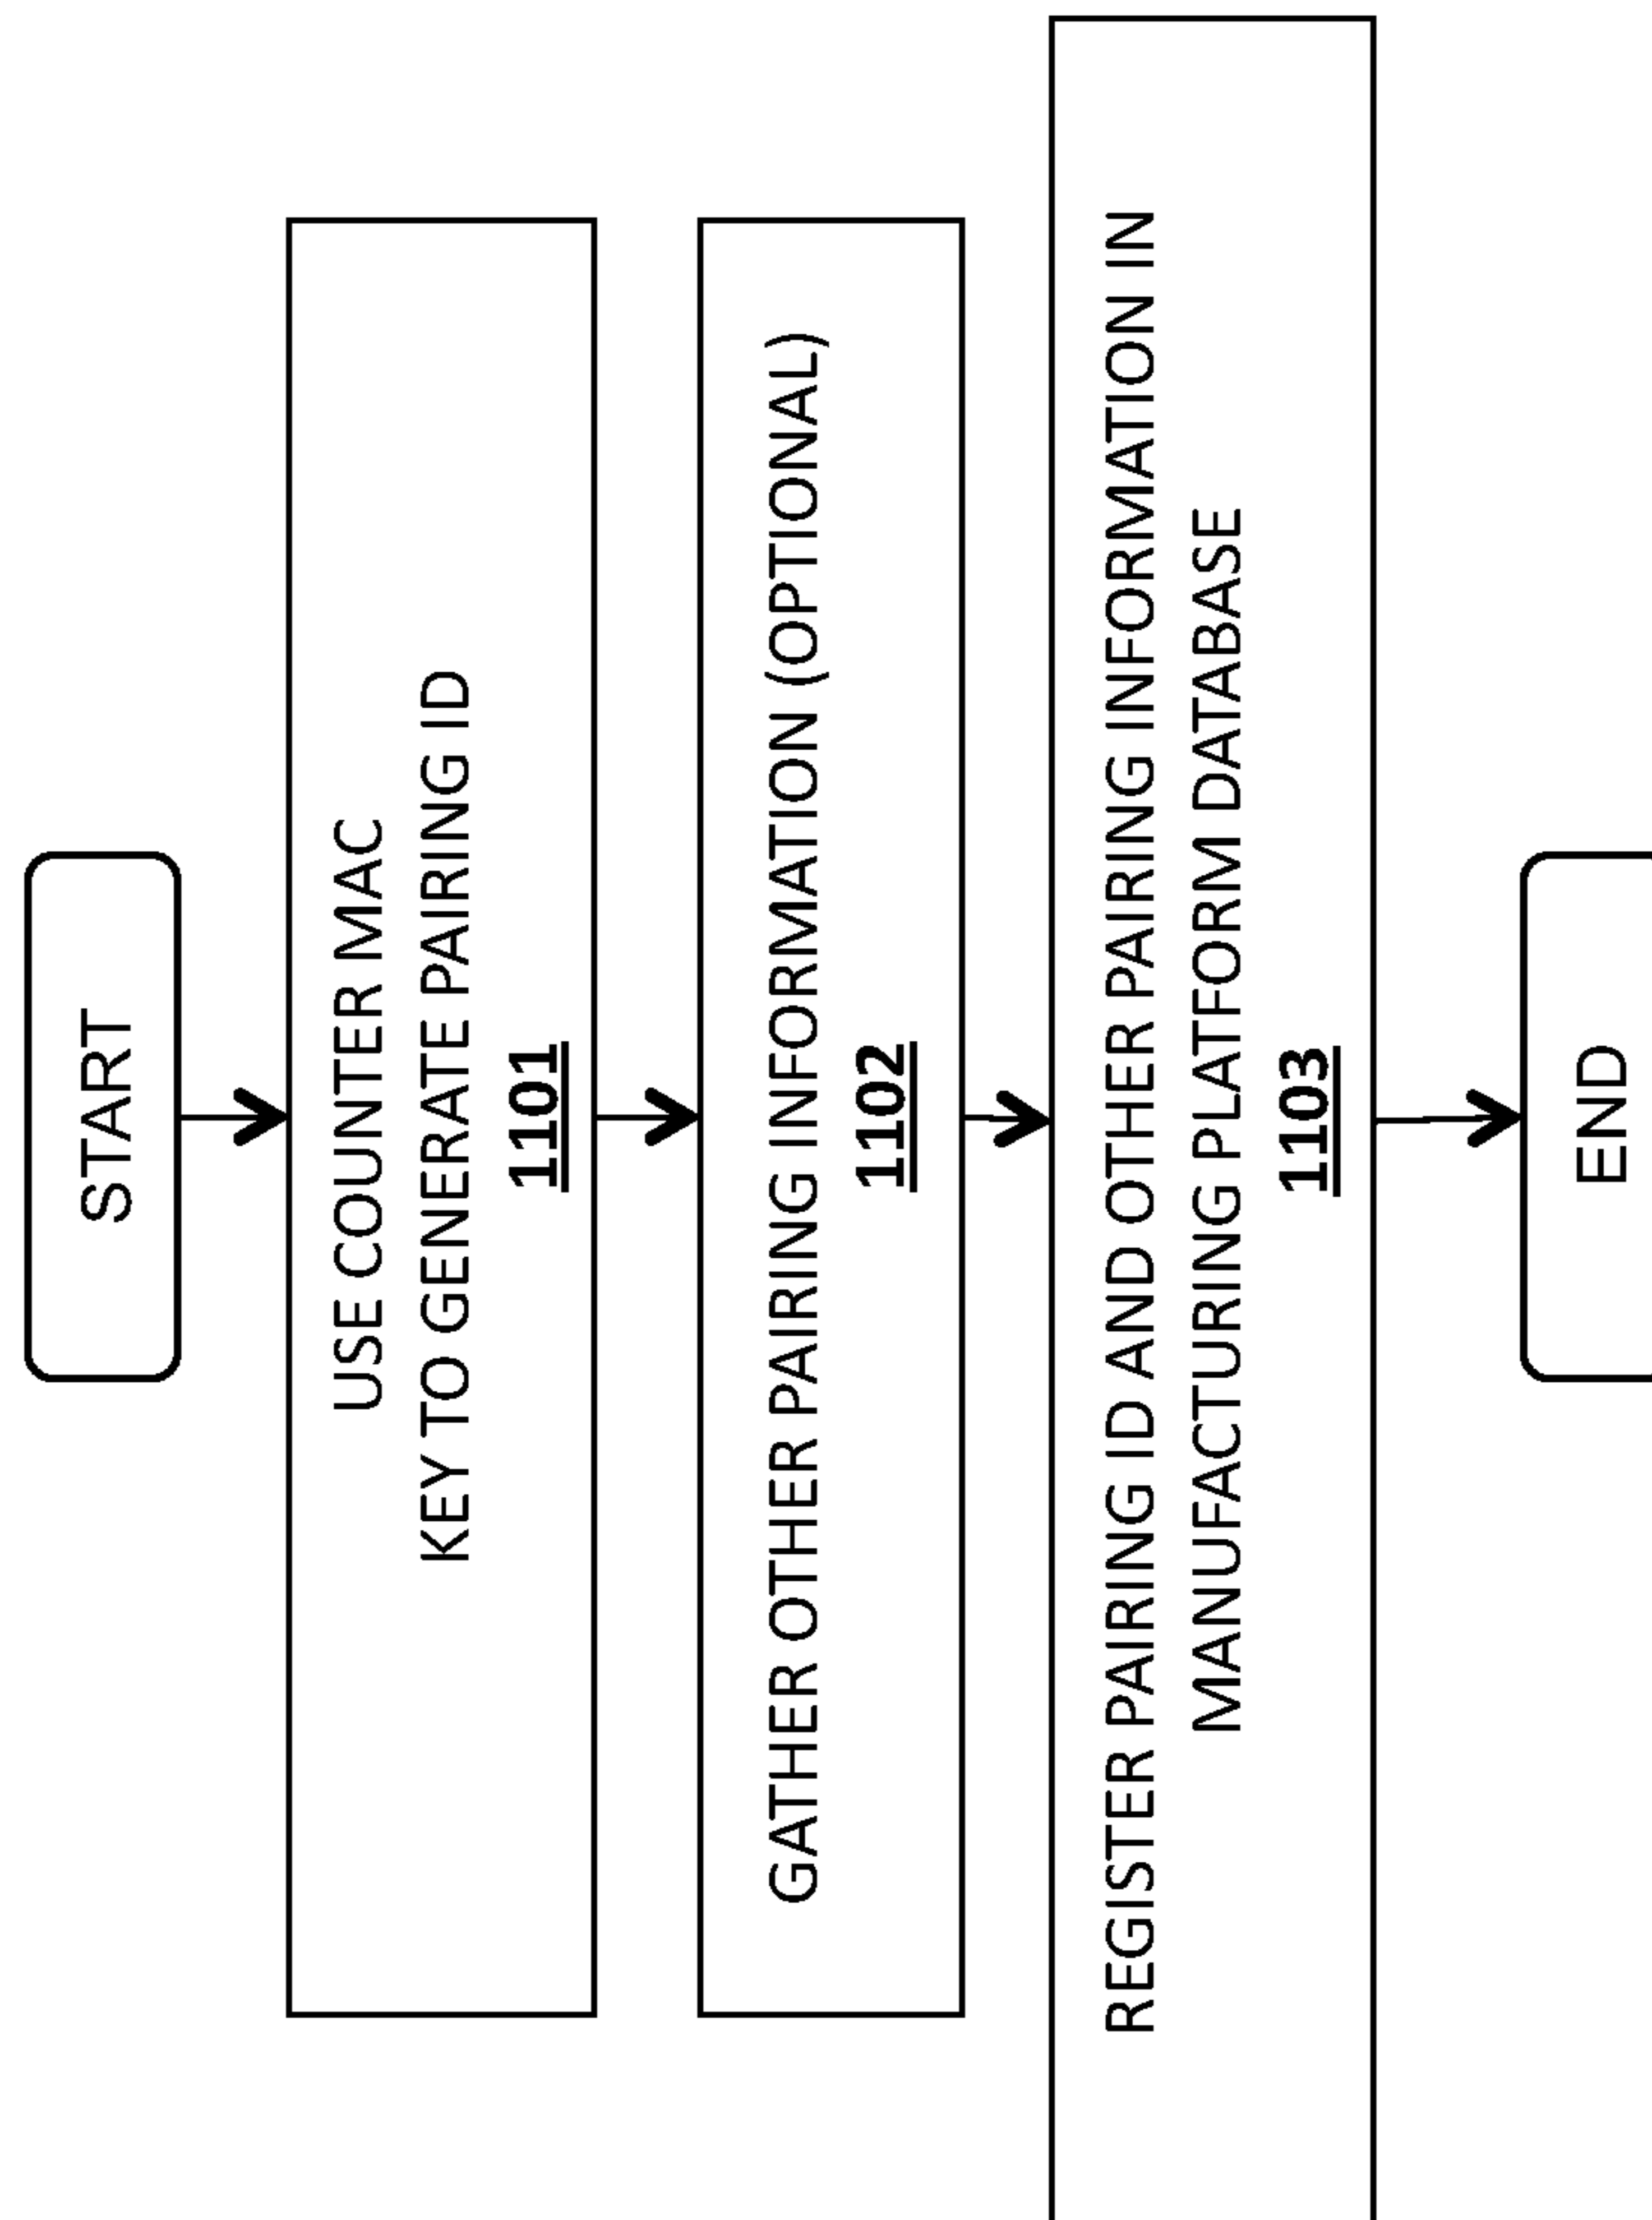 START
USE COUNTER MAC
KEY TO GENERATE PAIRING ID
1101
GATHER OTHER PAIRING INFORMATION (OPTIONAL)
1102
REGISTER PAIRING ID AND OTHER PAIRING INFORMATION IN
MANUFACTURING PLATFORM DATABASE
1103
END